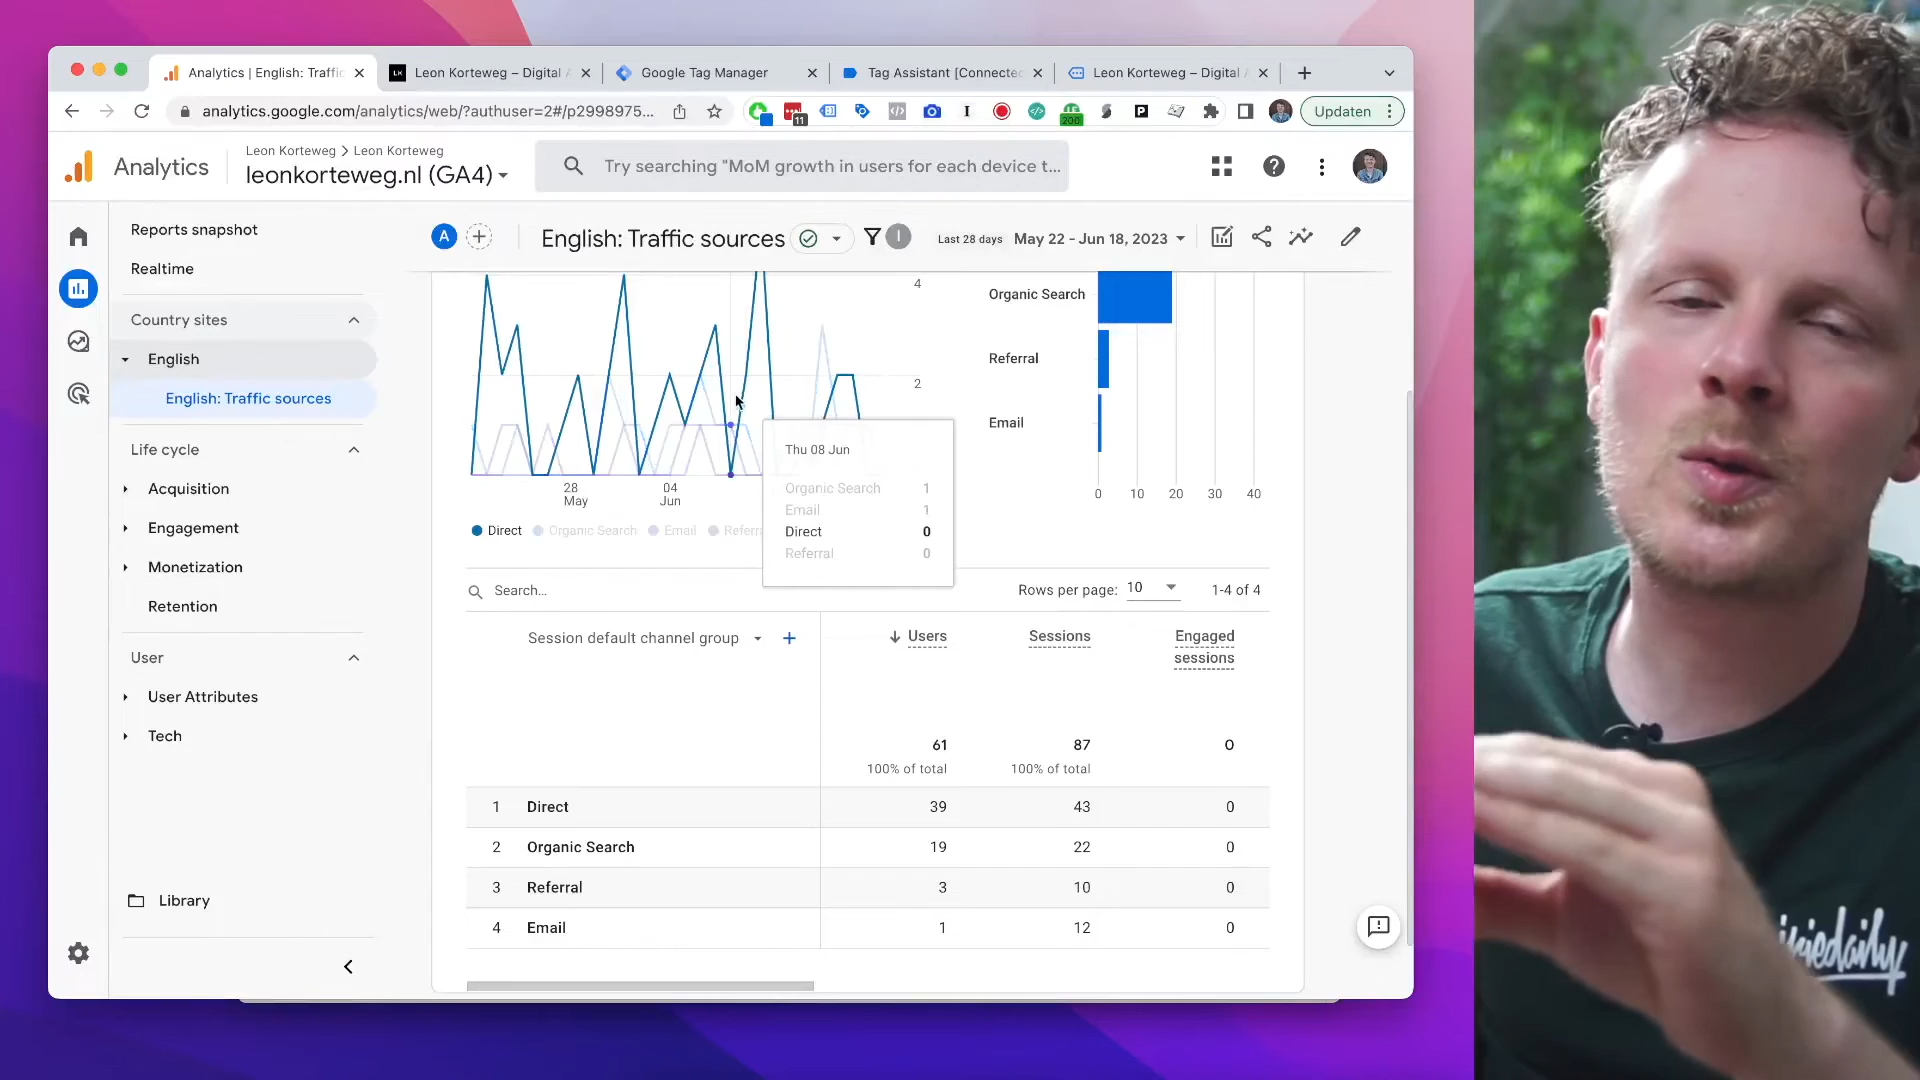 Analytics | English: Traffic
Leon Korteweg – Digital A
Google Tag Manager
Tag Assistant [Connected
Leon Korteweg – Digital A
analytics.google.com/analytics/web/?authuser=2#/p2998975...
11
200
Updaten
Analytics
Leon Korteweg > Leon Korteweg
leonkorteweg.nl (GA4)
Try searching "MoM growth in users for each device t...
Reports snapshot
Realtime
Country sites
English
English: Traffic sources
Life cycle
Acquisition
Engagement
Monetization
Retention
User
User Attributes
Tech
Library
A
English: Traffic sources
I
Last 28 days May 22 - Jun 18, 2023
4
2
28
May
04
Jun
Direct Organic Search Email Referr
Thu 08 Jun
Organic Search 1
Email 1
Direct 0
Referral 0
Organic Search
Referral
Email
0 10 20 30 40
Search...
Rows per page: 10 1-4 of 4
Session default channel group
Users
Sessions
Engaged
sessions
61 87 0
100% of total 100% of total
1 Direct 39 43 0
2 Organic Search 19 22 0
3 Referral 3 10 0
4 Email 1 12 0